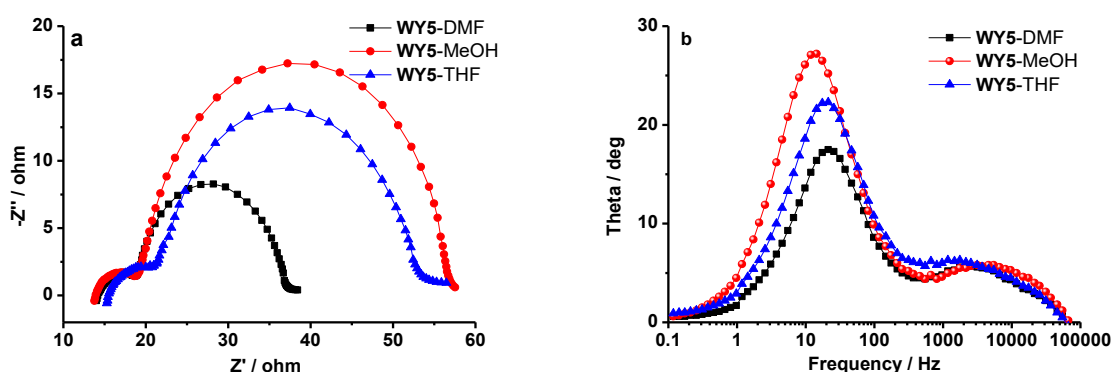 a
WY5-DMF
WY5-MeOH
WY5-THF
20
15
10
5
0
-Z'' / ohm
10 20 30 40 50 60
Z' / ohm
b
WY5-DMF
WY5-MeOH
WY5-THF
30
20
10
0
Theta / deg
0.1 1 10 100 1000 10000 100000
Frequency / Hz